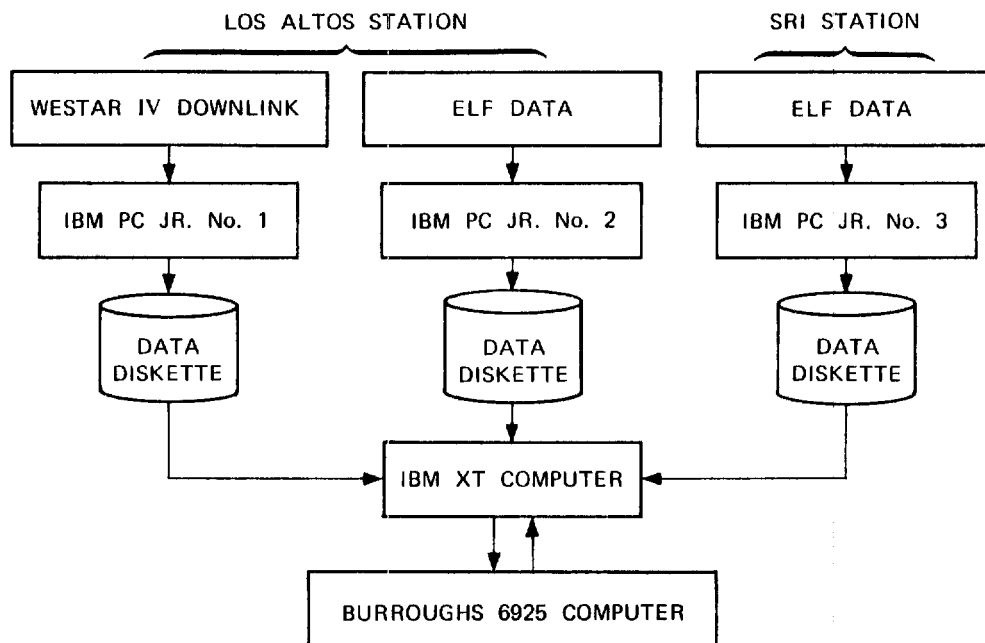 LOS ALTOS STATION
SRI STATION
WESTAR IV DOWNLINK
ELF DATA
ELF DATA
IBM PC JR. No. 1
IBM PC JR. No. 2
IBM PC JR. No. 3
DATA
DISKETTE
DATA
DISKETTE
DATA
DISKETTE
IBM XT COMPUTER
BURROUGHS 6925 COMPUTER